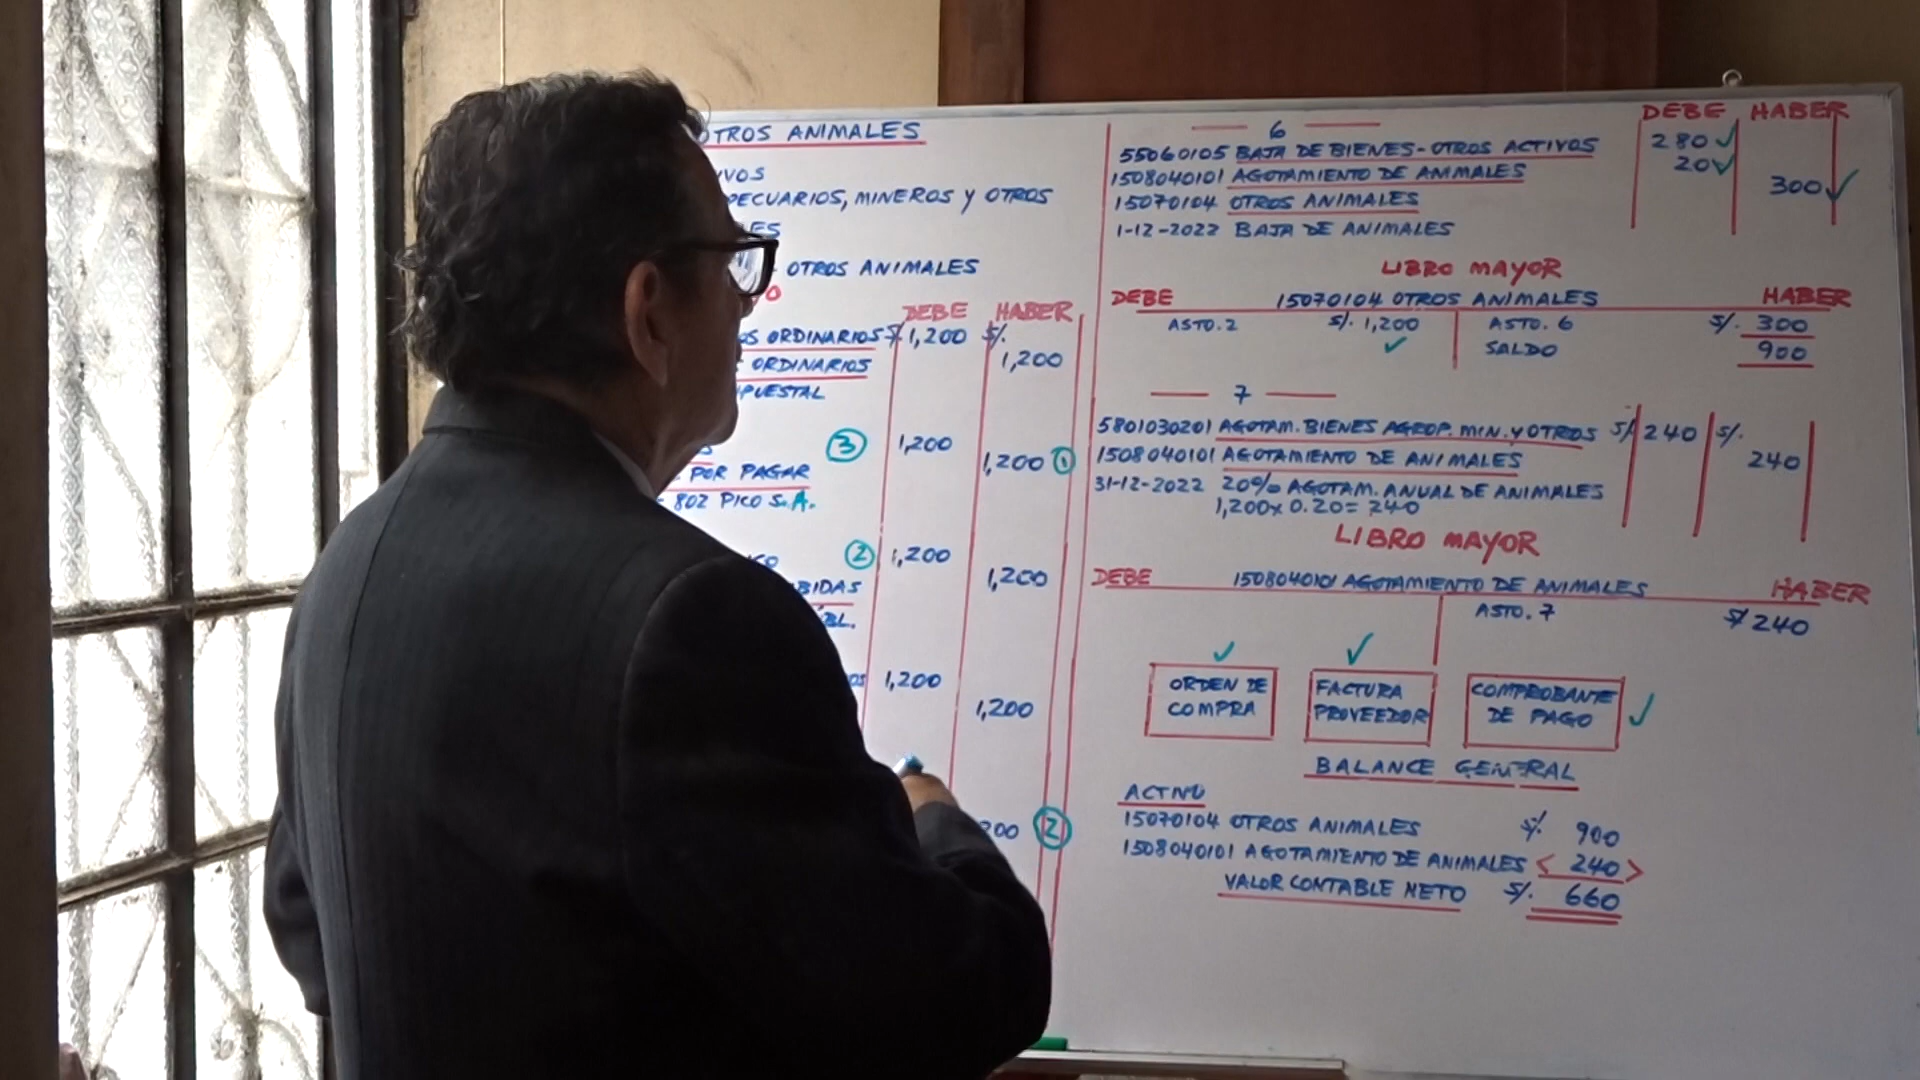 OTROS ANIMALES
IVOS
PECUARIOS, MINEROS Y OTROS
LES
OTROS ANIMALES
DEBE HABER
OS ORDINARIOS S/. 1,200 S/.
1,200
E ORDINARIOS
UPUESTAL
③ 1,200
1,200 ①
POR PAGAR
802 PICO S.A.
② 1,200
1,200
BIDAS
BL.
OS 1,200
1,200
200 ②
DEBE HABER
6
55060105 BAJA DE BIENES - OTROS ACTIVOS 280 ✓
1508040101 AGOTAMIENTO DE ANIMALES 20 ✓
15070104 OTROS ANIMALES 300 ✓
1-12-2022 BAJA DE ANIMALES
LIBRO MAYOR
DEBE 15070104 OTROS ANIMALES HABER
ASTO. 2 S/. 1,200 ASTO. 6 S/. 300
✓ SALDO 900
7
5801030201 AGOTAM. BIENES AGROP. MIN. Y OTROS S/ 240 S/.
1508040101 AGOTAMIENTO DE ANIMALES 240
31-12-2022 20% AGOTAM. ANUAL DE ANIMALES
1,200 x 0.20 = 240
LIBRO MAYOR
DEBE 1508040101 AGOTAMIENTO DE ANIMALES HABER
ASTO. 7 S/ 240
✓ ✓
ORDEN DE COMPRA
FACTURA PROVEEDOR
COMPROBANTE DE PAGO ✓
BALANCE GENERAL
ACTIVO
15070104 OTROS ANIMALES S/. 900
1508040101 AGOTAMIENTO DE ANIMALES < 240 >
VALOR CONTABLE NETO S/. 660